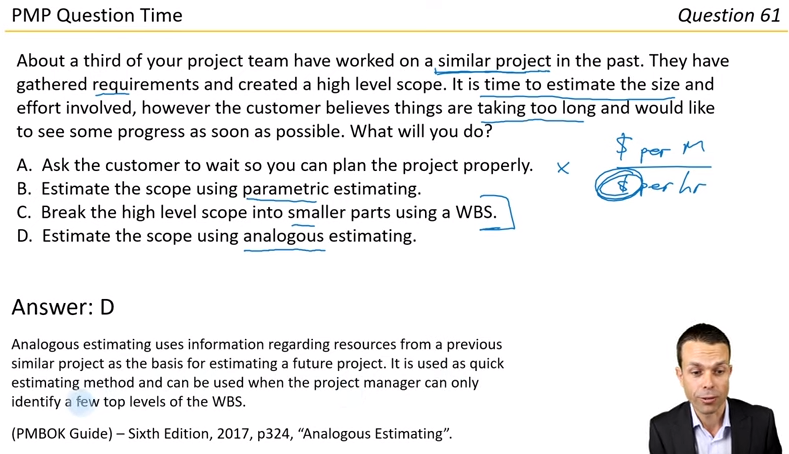 PMP Question Time
Question 61
About a third of your project team have worked on a similar project in the past. They have
gathered requirements and created a high level scope. It is time to estimate the size and
effort involved, however the customer believes things are taking too long and would like
to see some progress as soon as possible. What will you do?
A. Ask the customer to wait so you can plan the project properly. ×
B. Estimate the scope using parametric estimating.
C. Break the high level scope into smaller parts using a WBS.
D. Estimate the scope using analogous estimating.
$ per M
$ per hr
Answer: D
Analogous estimating uses information regarding resources from a previous
similar project as the basis for estimating a future project. It is used as quick
estimating method and can be used when the project manager can only
identify a few top levels of the WBS.
(PMBOK Guide) – Sixth Edition, 2017, p324, “Analogous Estimating”.